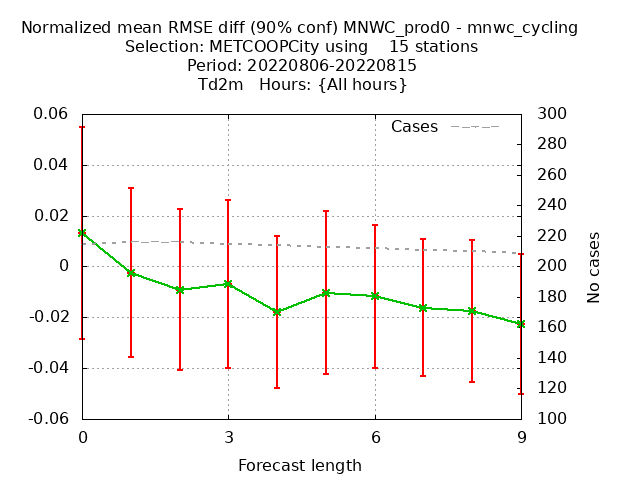 Normalized mean RMSE diff (90% conf) MNWC_prod0 - mnwc_cycling
Selection: METCOOPCity using    15 stations
Period: 20220806-20220815
Td2m   Hours: {All hours}
Cases
0.06
0.04
0.02
0
-0.02
-0.04
-0.06
300
280
260
240
220
200
180
160
140
120
100
No cases
0 3 6 9
Forecast length